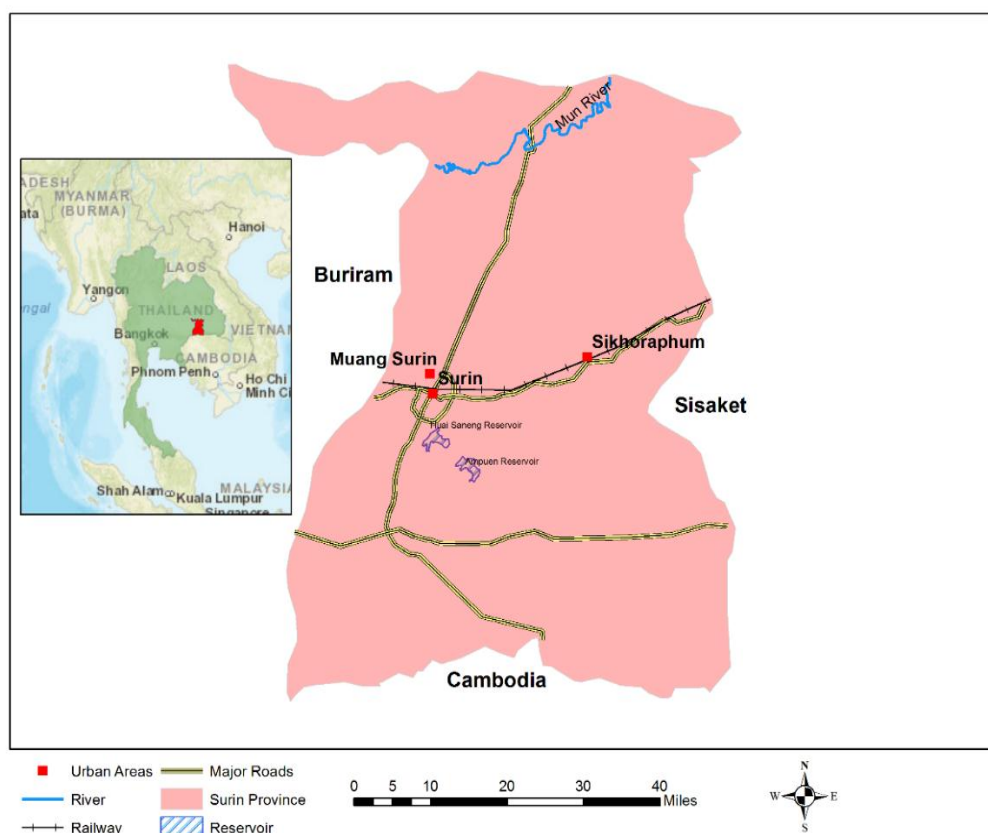 Mun River
Buriram
Muang Surin
Surin
Sikhoraphum
Sisaket
Huai Saneng Reservoir
Ampuen Reservoir
Cambodia
MYANMAR
(BURMA)
Hanoi
LAOS
Yangon
THAILAND
Bangkok
VIETNAM
CAMBODIA
Phnom Penh
Ho Chi
Minh Ci
Shah Alam
Kuala Lumpur
MALAYSIA
Singapore
Urban Areas
Major Roads
River
Surin Province
Railway
Reservoir
0 5 10 20 30 40
Miles
N
W E
S